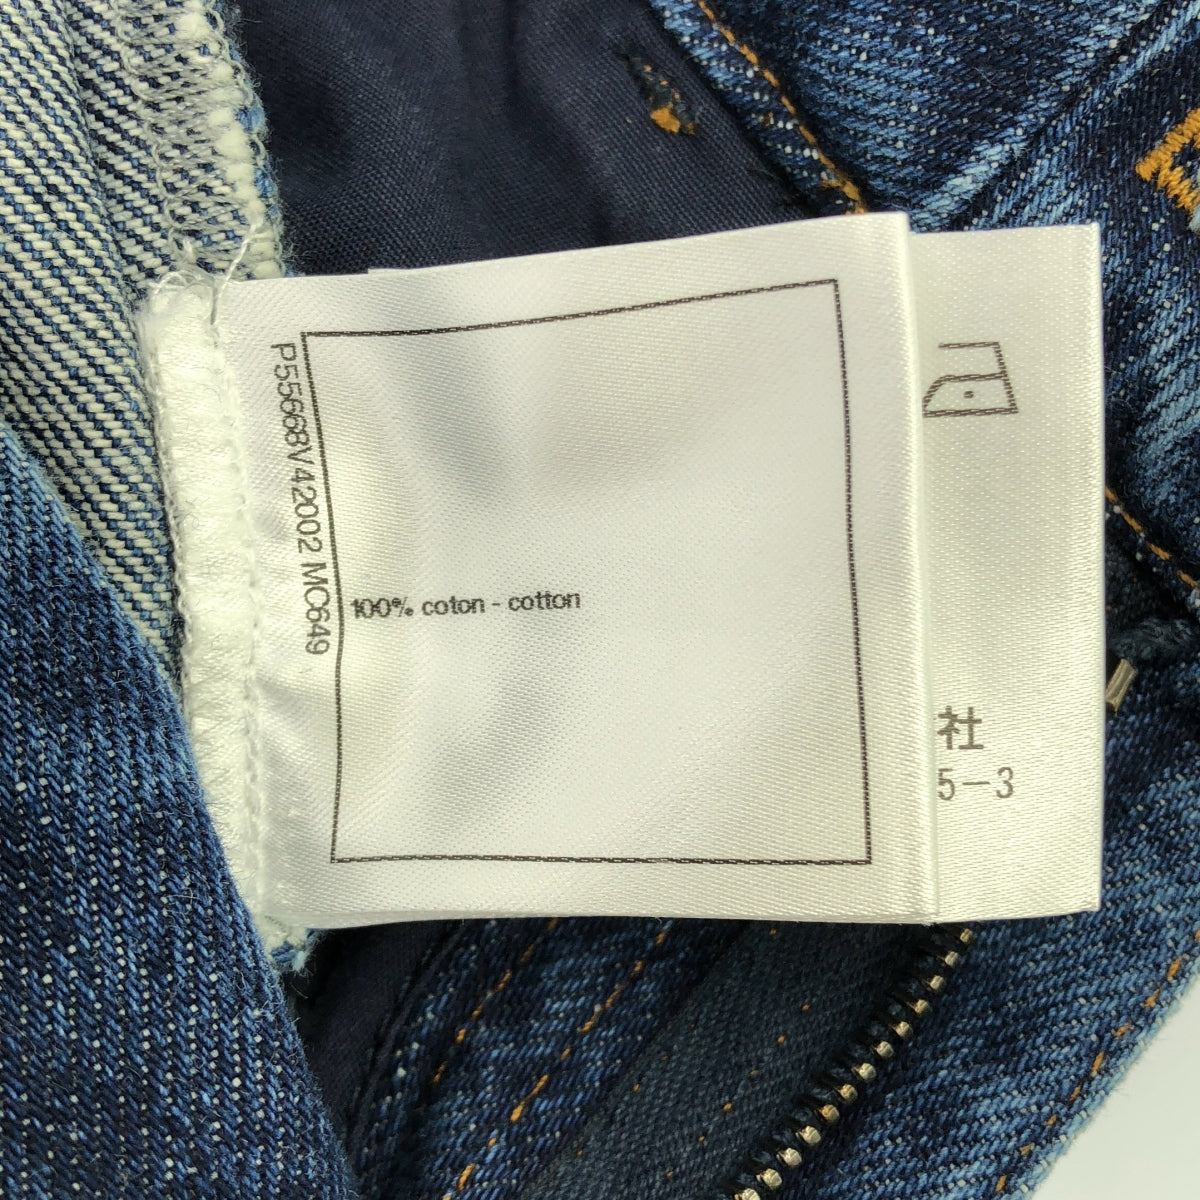 P55668V42002 MC649
100% coton - cotton
社
5-3